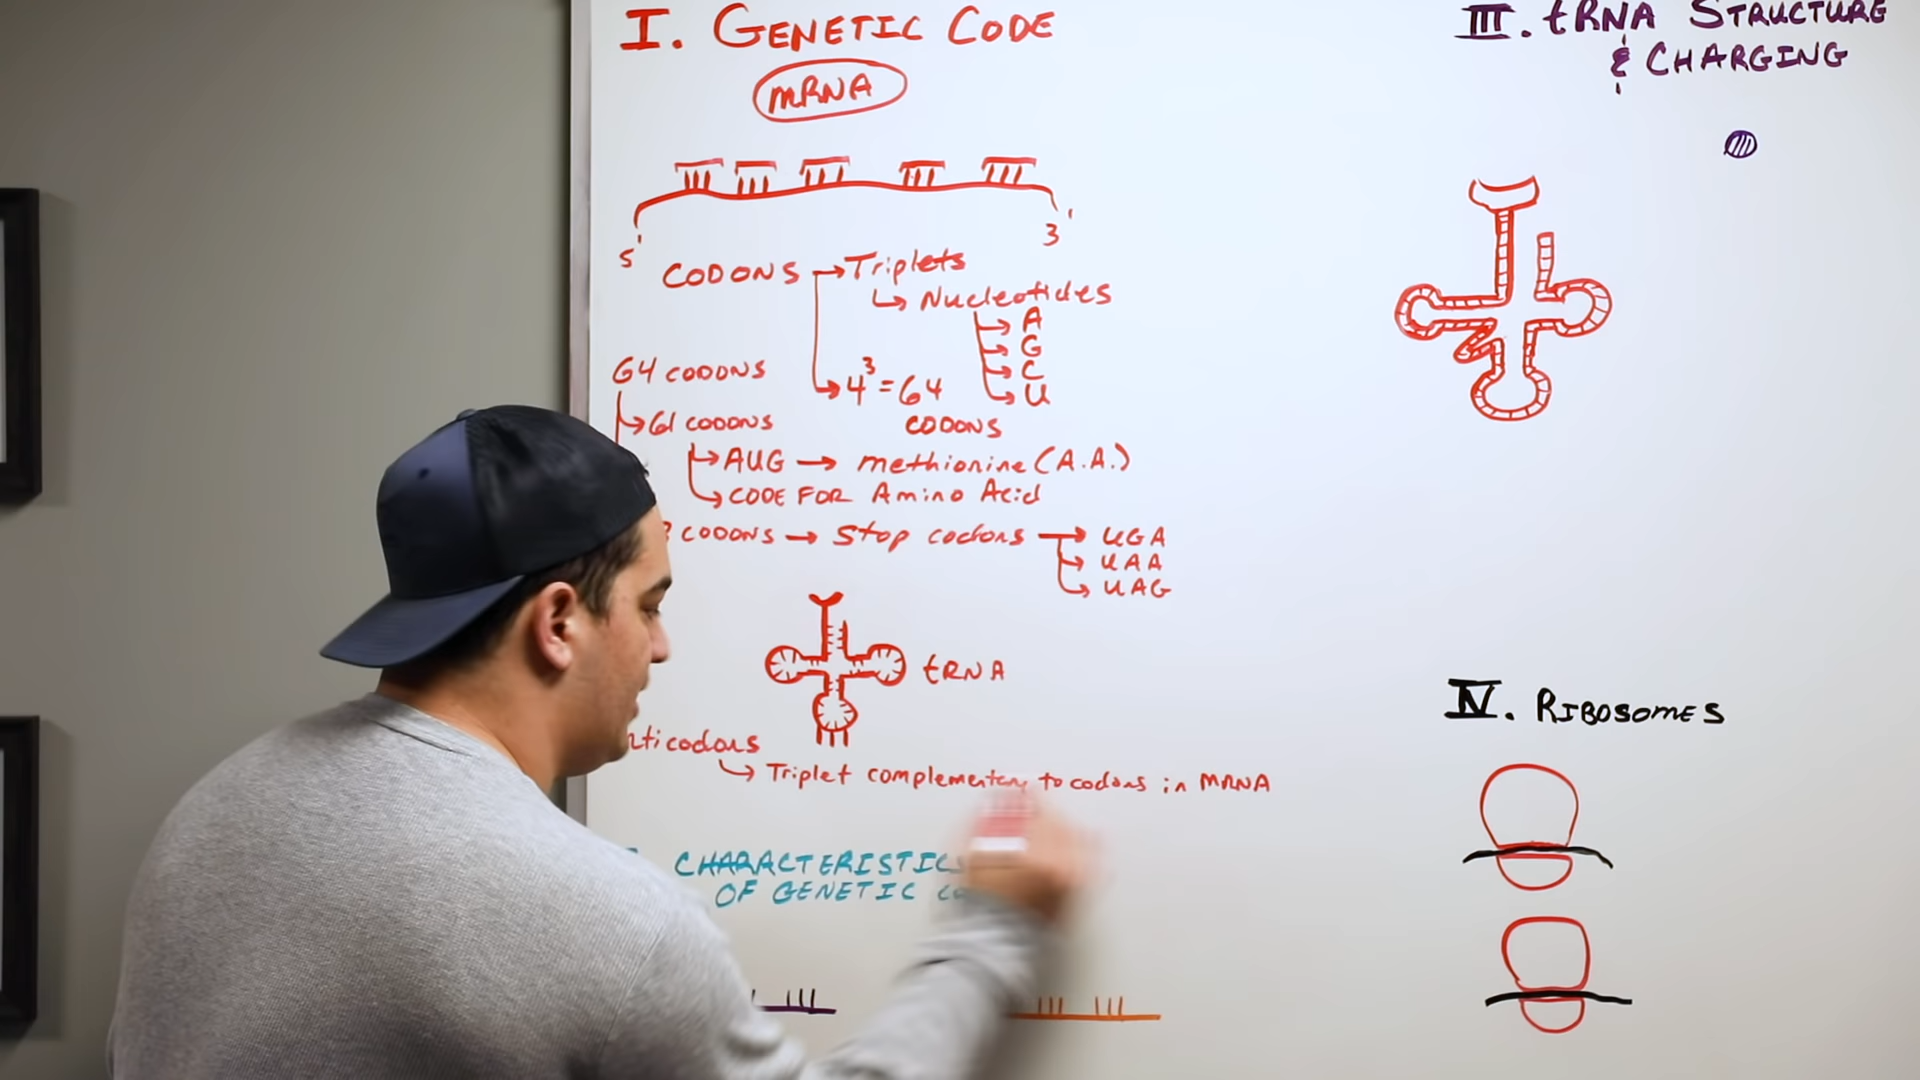 I. GENETIC CODE
mRNA
5'
3'
CODONS → Triplets
↳ Nucleotides
→ A
→ G
→ C
→ U
↳ 4³ = 64
CODONS
64 CODONS
↳ 61 CODONS
→ AUG → methionine (A.A.)
↳ CODE FOR Amino Acid
CODONS → Stop codons → UGA
→ UAA
→ UAG
tRNA
nticodons
↳ Triplet complementary to codons in mRNA
CHARACTERISTICS
OF GENETIC
III. tRNA STRUCTURE
& CHARGING
IV. RIBOSOMES